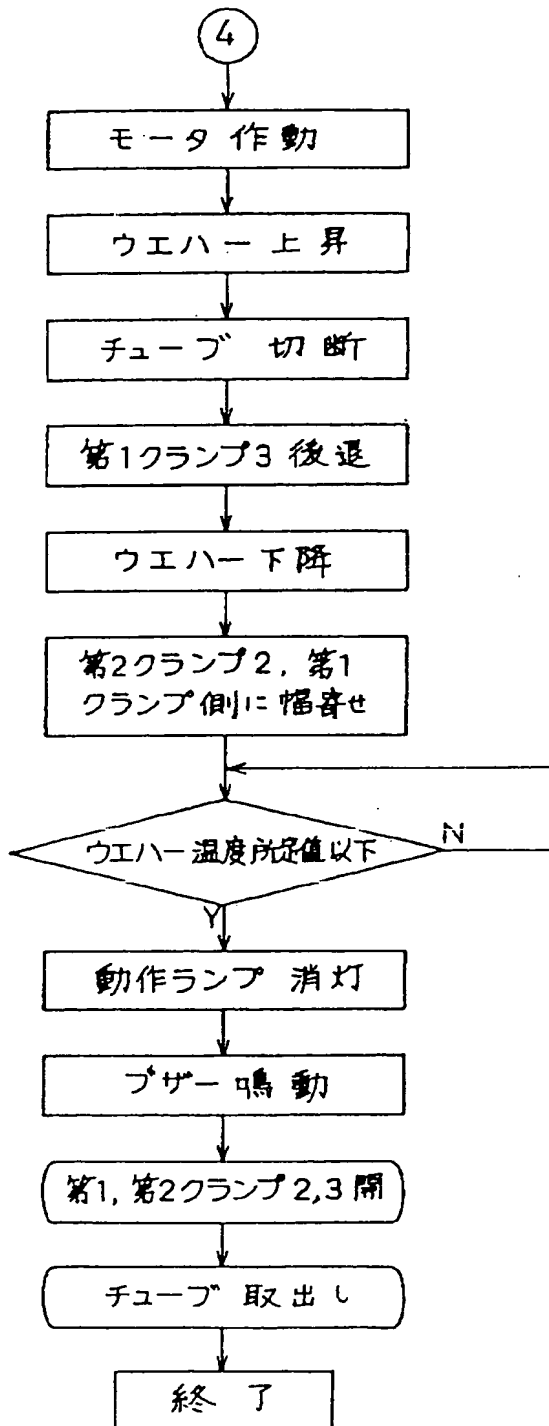 4
モータ 作動
ウエハー 上昇
チューブ 切断
第1クランプ3 後退
ウエハー 下降
第2クランプ2, 第1
クランプ側に幅寄せ
ウエハー温度所定値以下
N
Y
動作ランプ 消灯
ブザー 鳴動
第1, 第2クランプ2,3 開
チューブ 取出し
終了